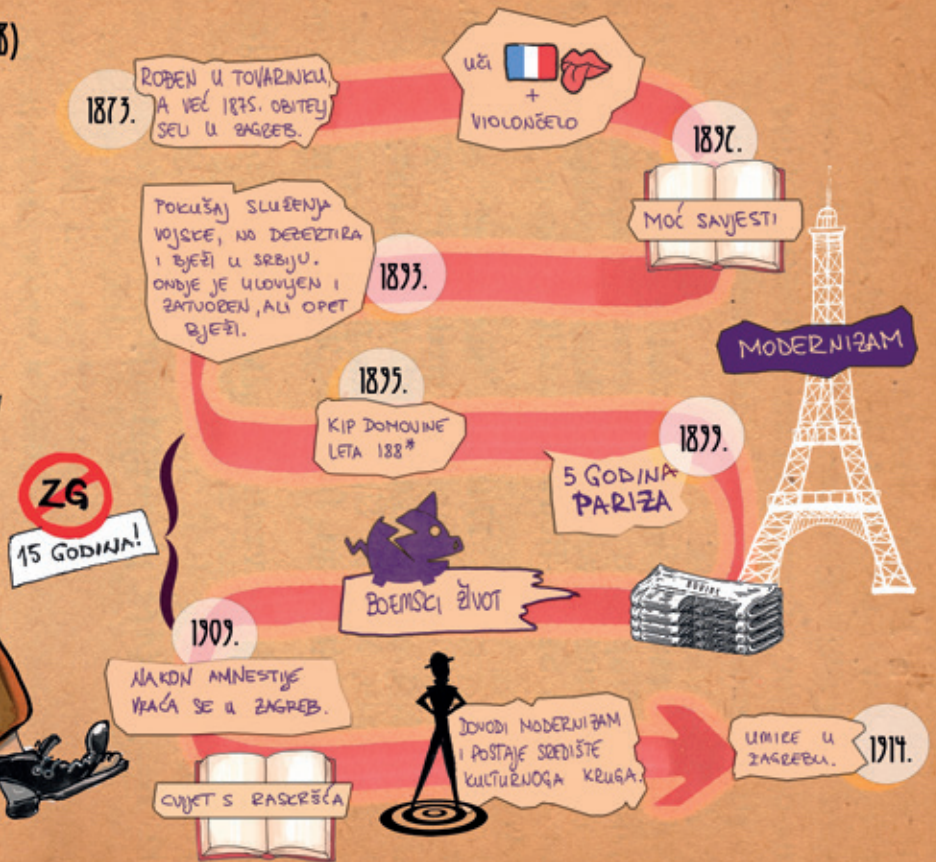 8)
1873.
ROĐEN U TOVARINKU,
A VEĆ 1875. OBITELJ
SELI U ZAGREB.
UČI
+
VIOLONČELO
1892.
MOĆ SAVJESTI
POKUŠAJ SLUŽENJA
VOJSKE, NO DEZERTIRA
I BJEŽI U SRBIJU.
ONDJE JE ULOVLJEN I
ZATVOREN, ALI OPET
BJEŽI.
1893.
MODERNIZAM
1895.
KIP DOMOVINE
LETA 188*
1899.
5 GODINA
PARIZA
ZG
15 GODINA!
BOEMSKI ŽIVOT
1909.
NAKON AMNESTIJE
VRAĆA SE U ZAGREB.
CVIJET S RASKRŠĆA
DOVODI MODERNIZAM
I POSTAJE SREDIŠTE
KULTURNOGA KRUGA.
UMIRE U
ZAGREBU.
1914.